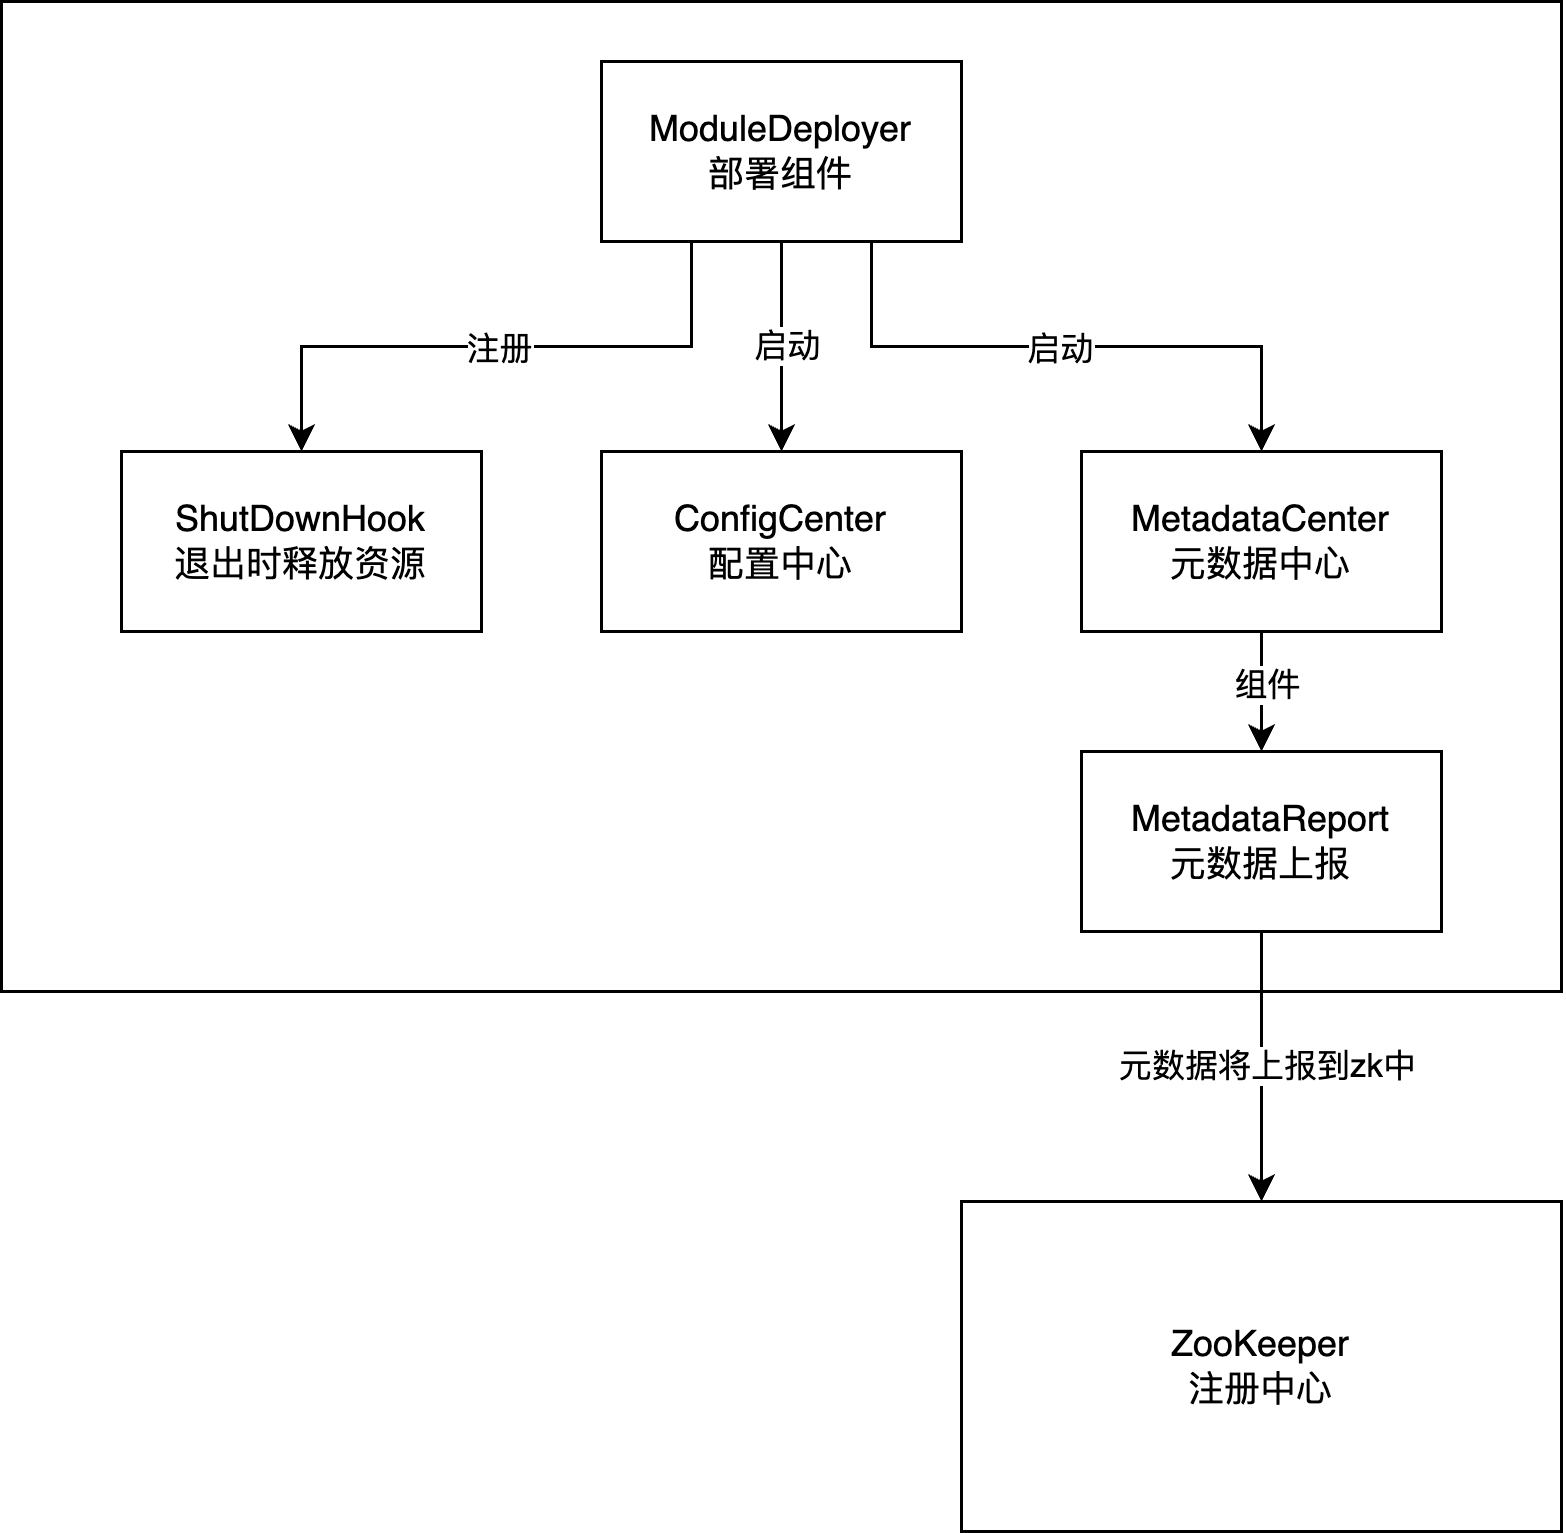 ModuleDeployer
部署组件
注册
启动
启动
ShutDownHook
退出时释放资源
ConfigCenter
配置中心
MetadataCenter
元数据中心
组件
MetadataReport
元数据上报
元数据将上报到zk中
ZooKeeper
注册中心